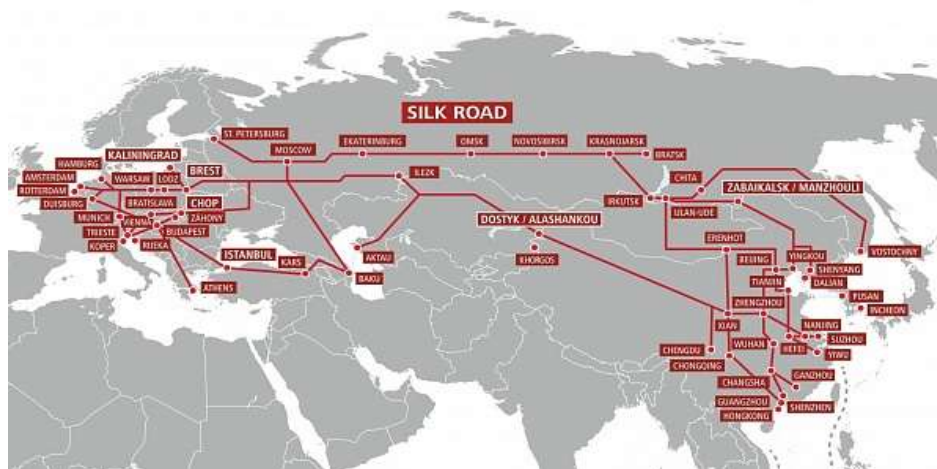 SILK ROAD
ST. PETERSBURG
MOSCOW
EKATERINBURG
OMSK
NOVOSIBIRSK
KRASNOJARSK
BRATSK
HAMBURG
KALININGRAD
AMSTERDAM
WARSAW
LODZ
BREST
ROTTERDAM
ILEZK
CHITA
ZABAIKALSK / MANZHOULI
DUISBURG
BRATISLAVA
CHOP
IRKUTSK
ULAN-UDE
MUNICH
VIENNA
ZÁHONY
DOSTYK / ALASHANKOU
TRIESTE
BUDAPEST
KOPER
RIJEKA
ERENHOT
VOSTOCHNY
ISTANBUL
KARS
AKTAU
KHORGOS
BEIJING
YINGKOU
SHENYANG
TIANJIN
DALIAN
ATHENS
BAKU
PUSAN
ZHENGZHOU
INCHEON
XIAN
NANJING
WUHAN
HEFEI
SUZHOU
CHENGDU
YIWU
CHONGQING
CHANGSHA
GANZHOU
GUANGZHOU
SHENZHEN
HONGKONG